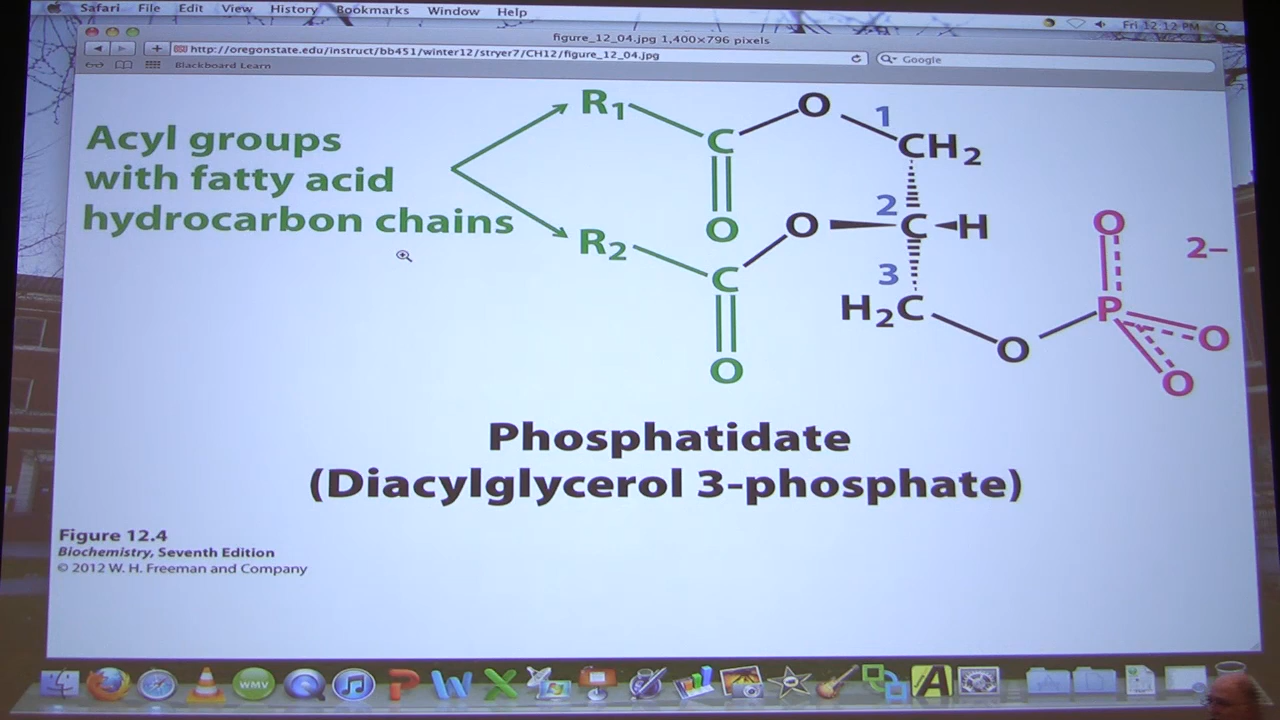 Safari File Edit View History Bookmarks Window Help Fri 12:12 PM
figure_12_04.jpg 1,400×796 pixels
http://oregonstate.edu/instruct/bb451/winter12/stryer7/CH12/figure_12_04.jpg Google
Blackboard Learn
Acyl groups
with fatty acid
hydrocarbon chains
R1
O
1
CH2
C
O
2
O
C
H
R2
C
O
3
H2C
O
P
O
O
O
2–
Phosphatidate
(Diacylglycerol 3-phosphate)
Figure 12.4
Biochemistry, Seventh Edition
© 2012 W. H. Freeman and Company
WMV